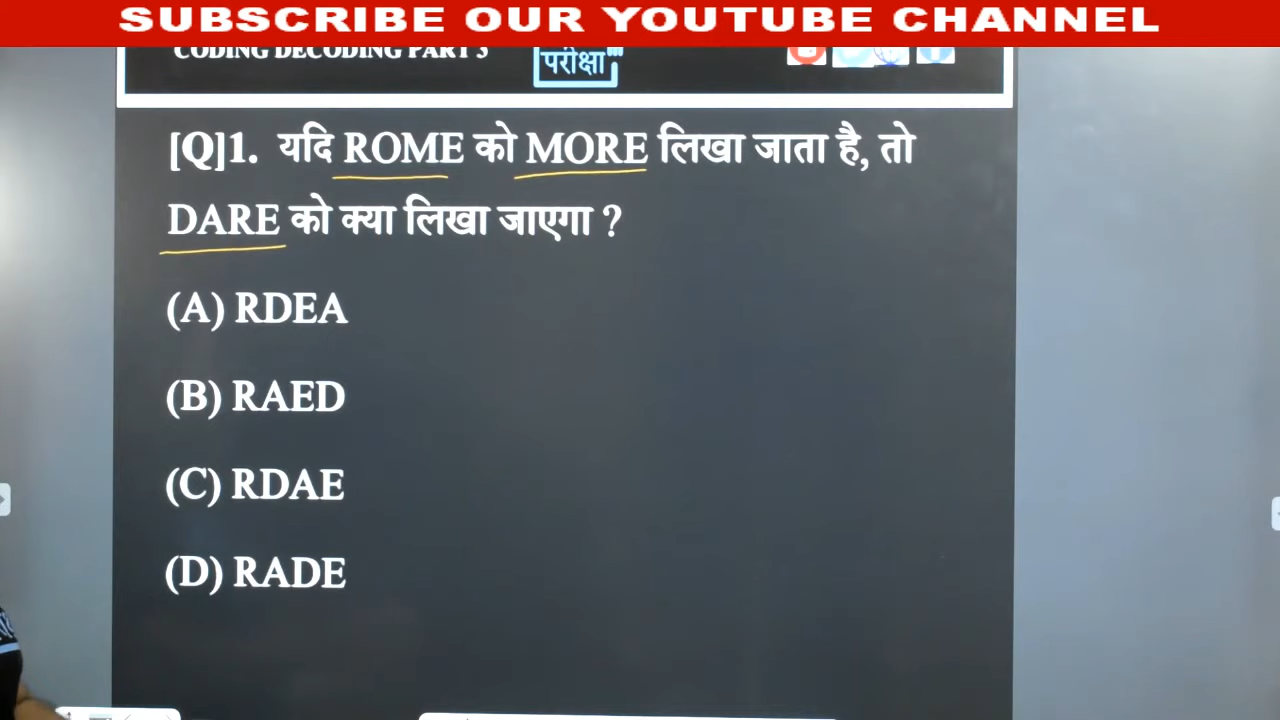 SUBSCRIBE OUR YOUTUBE CHANNEL
CODING DECODING PART 3
परीक्षा
[Q]1. यदि ROME को MORE लिखा जाता है, तो
DARE को क्या लिखा जाएगा ?
(A) RDEA
(B) RAED
(C) RDAE
(D) RADE